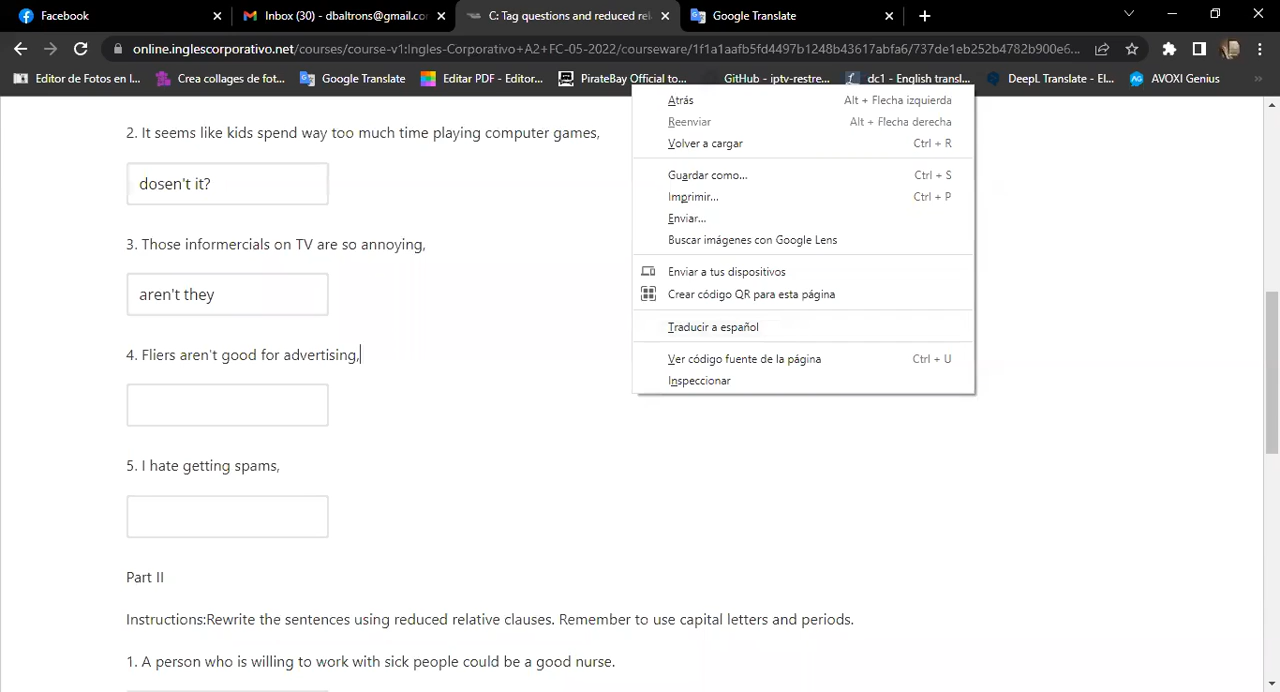 Facebook
Inbox (30) - dbaltrons@gmail.co
C: Tag questions and reduced rel
Google Translate
online.inglescorporativo.net/courses/course-v1:Ingles-Corporativo+A2+FC-05-2022/courseware/1f1a1aafb5fd4497b1248b43617abfa6/737de1eb252b4782b900e6...
Editor de Fotos en l...
Crea collages de fot...
Google Translate
Editar PDF - Editor...
PirateBay Official to...
GitHub - iptv-restre...
dc1 - English transl...
DeepL Translate - El...
AVOXI Genius
»
2. It seems like kids spend way too much time playing computer games,
dosen't it?
3. Those informercials on TV are so annoying,
aren't they
4. Fliers aren't good for advertising,
5. I hate getting spams,
Part II
Instructions:Rewrite the sentences using reduced relative clauses. Remember to use capital letters and periods.
1. A person who is willing to work with sick people could be a good nurse.
Atrás Alt + Flecha izquierda
Reenviar Alt + Flecha derecha
Volver a cargar Ctrl + R
Guardar como... Ctrl + S
Imprimir... Ctrl + P
Enviar...
Buscar imágenes con Google Lens
Enviar a tus dispositivos
Crear código QR para esta página
Traducir a español
Ver código fuente de la página Ctrl + U
Inspeccionar